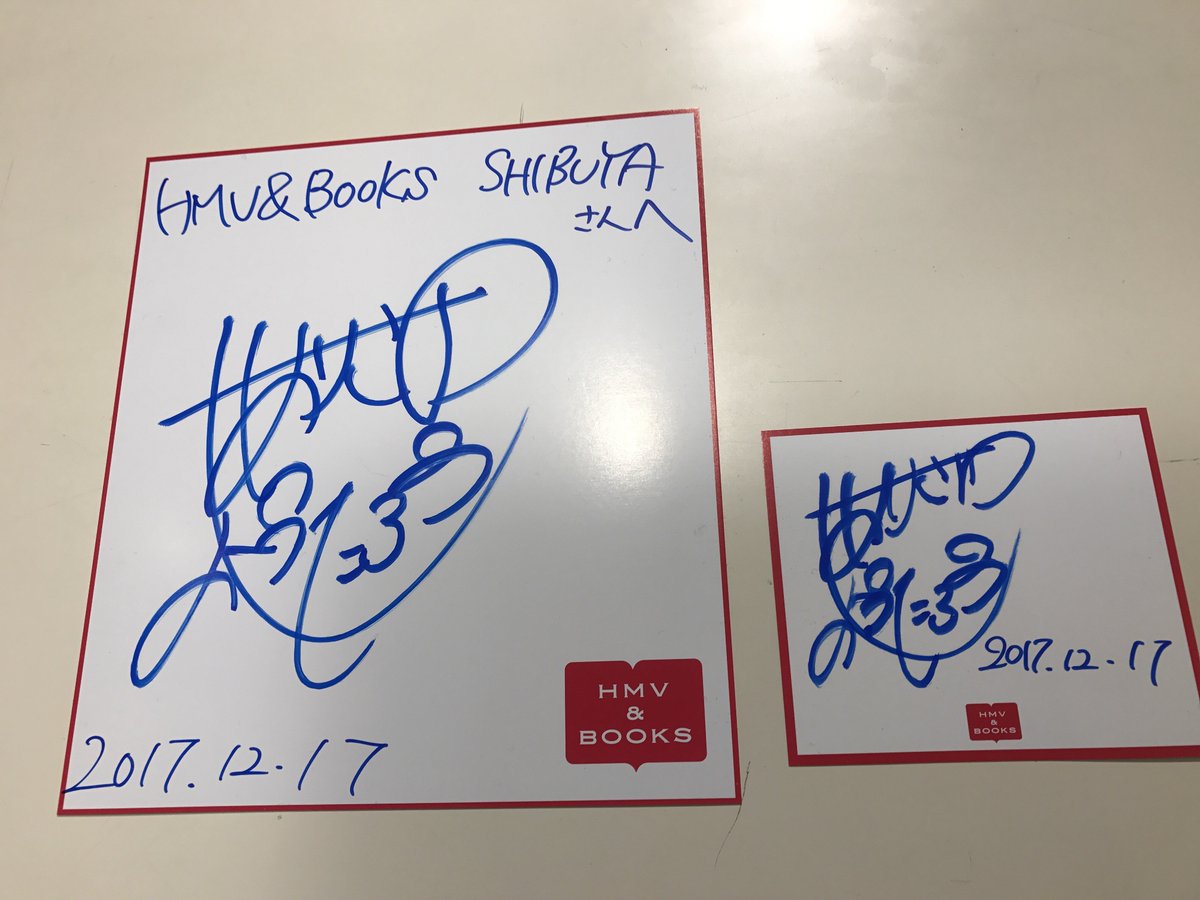 HMV&BOOKS SHIBUYA
さんへ
2017.12.17
HMV
&
BOOKS
2017.12.17
HMV
&
BOOKS